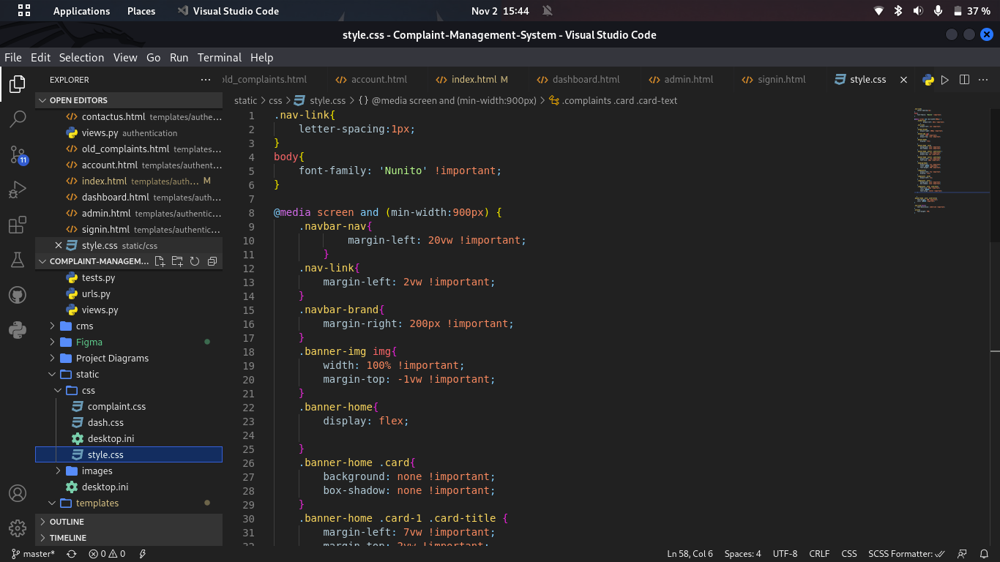 Applications Places Visual Studio Code Nov 2 15:44 37 %
style.css - Complaint-Management-System - Visual Studio Code
File Edit Selection View Go Run Terminal Help
EXPLORER
old_complaints.html account.html index.html M dashboard.html admin.html signin.html style.css
static > css > style.css > {} @media screen and (min-width:900px) > .complaints .card .card-text
OPEN EDITORS
contactus.html templates/authe...
views.py authentication
old_complaints.html templates...
account.html templates/authent...
index.html templates/auth... M
dashboard.html templates/auth...
admin.html templates/authentic...
signin.html templates/authentic...
style.css static/css
COMPLAINT-MANAGEM...
tests.py
urls.py
views.py
cms
Figma
Project Diagrams
static
css
complaint.css
dash.css
desktop.ini
style.css
images
desktop.ini
templates
OUTLINE
TIMELINE
11
1 .nav-link{
2 letter-spacing:1px;
3 }
4 body{
5 font-family: 'Nunito' !important;
6 }
7
8 @media screen and (min-width:900px) {
9 .navbar-nav{
10 margin-left: 20vw !important;
11 }
12 .nav-link{
13 margin-left: 2vw !important;
14 }
15 .navbar-brand{
16 margin-right: 200px !important;
17 }
18 .banner-img img{
19 width: 100% !important;
20 margin-top: -1vw !important;
21 }
22 .banner-home{
23 display: flex;
24
25 }
26 .banner-home .card{
27 background: none !important;
28 box-shadow: none !important;
29 }
30 .banner-home .card-1 .card-title {
31 margin-left: 7vw !important;
master* 0 0 Ln 58, Col 6 Spaces: 4 UTF-8 CRLF CSS SCSS Formatter: